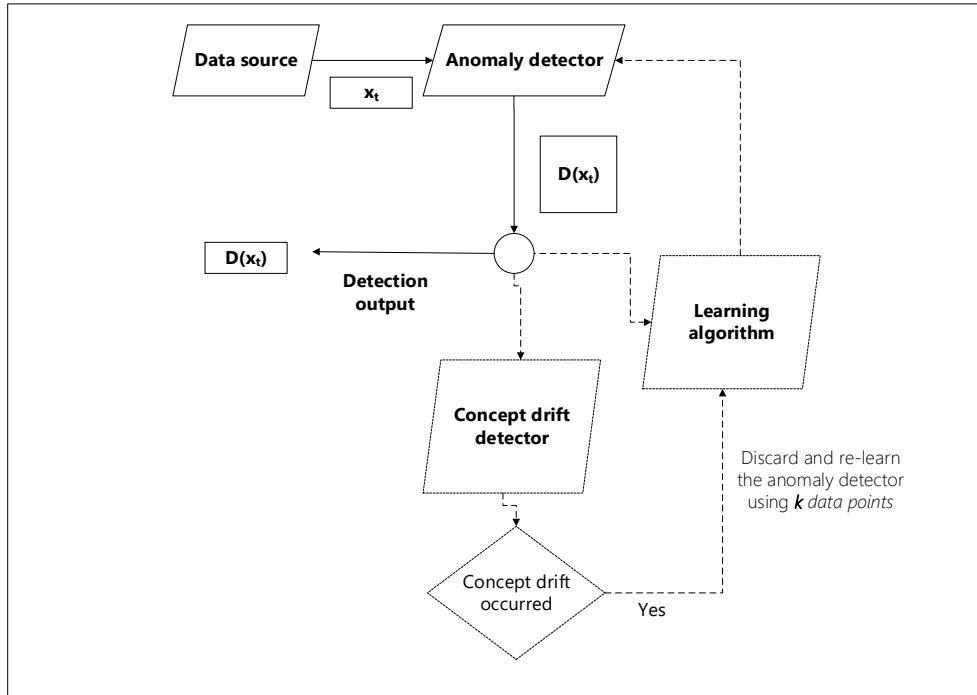 Data source
Anomaly detector
xₜ
D(xₜ)
D(xₜ)
Detection
output
Learning
algorithm
Concept drift
detector
Discard and re-learn
the anomaly detector
using k data points
Concept drift
occurred
Yes